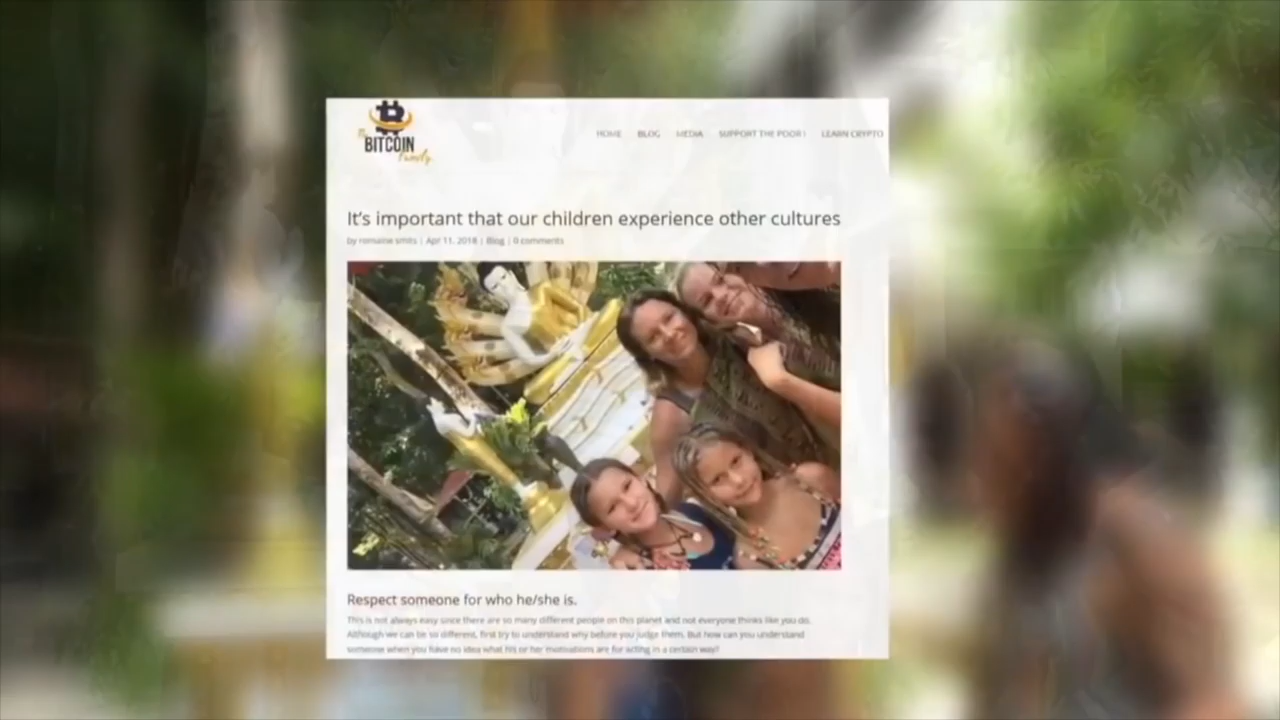 The
BITCOIN
family
HOME BLOG MEDIA SUPPORT THE POOR! LEARN CRYPTO
It's important that our children experience other cultures
by romaine smits | Apr 11, 2018 | Blog | 0 comments
Respect someone for who he/she is.
This is not always easy since there are so many different people on this planet and not everyone thinks like you do.
Although we can be so different, first try to understand why before you judge them. But how can you understand
someone when you have no idea what his or her motivations are for acting in a certain way?